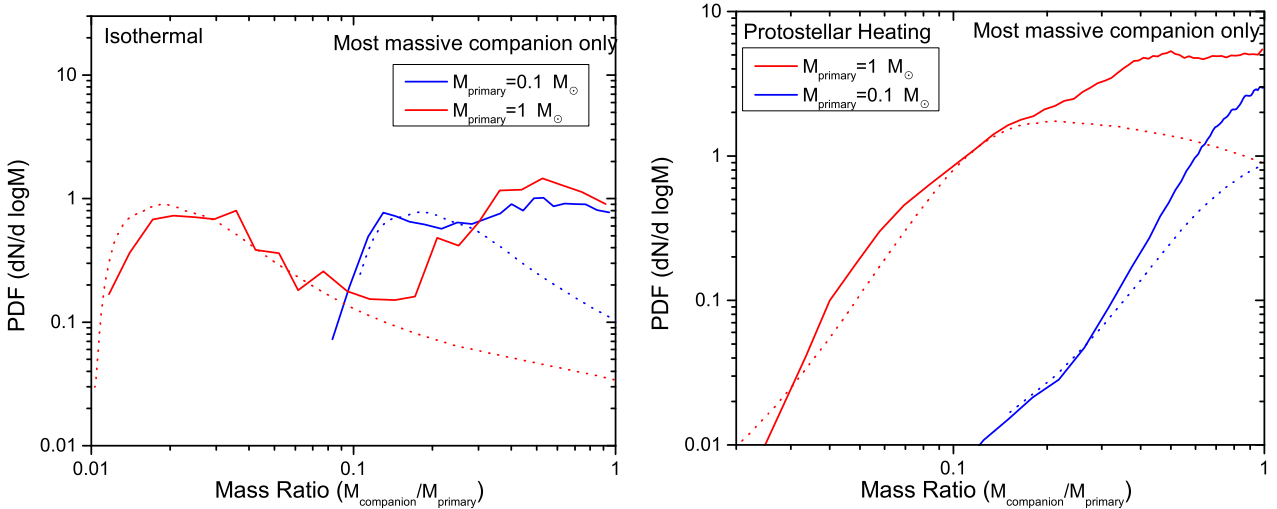 Isothermal
Most massive companion only
M_primary=0.1 M_☉
M_primary=1 M_☉
10
1
0.1
0.01
PDF (dN/d logM)
0.01
0.1
1
Mass Ratio (M_companion/M_primary)
Protostellar Heating
Most massive companion only
M_primary=1 M_☉
M_primary=0.1 M_☉
10
1
0.1
0.01
PDF (dN/d logM)
0.1
1
Mass Ratio (M_companion/M_primary)